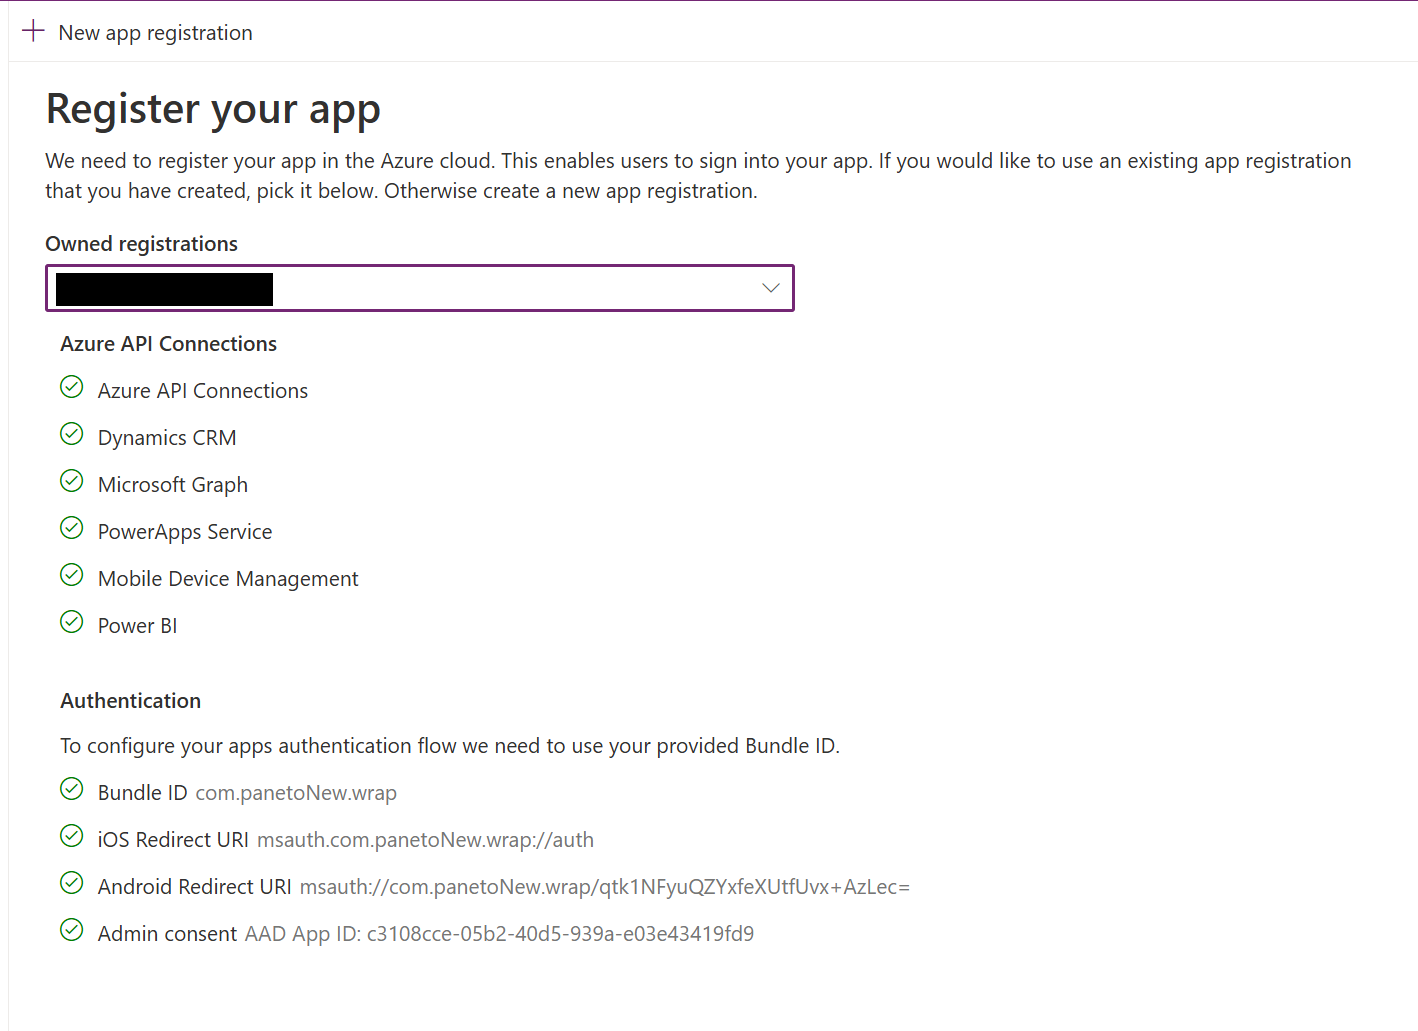 New app registration
Register your app
We need to register your app in the Azure cloud. This enables users to sign into your app. If you would like to use an existing app registration
that you have created, pick it below. Otherwise create a new app registration.
Owned registrations
Azure API Connections
Azure API Connections
Dynamics CRM
Microsoft Graph
PowerApps Service
Mobile Device Management
Power BI
Authentication
To configure your apps authentication flow we need to use your provided Bundle ID.
Bundle ID com.panetoNew.wrap
iOS Redirect URI msauth.com.panetoNew.wrap://auth
Android Redirect URI msauth://com.panetoNew.wrap/qtk1NFyuQZYxfeXUtfUvx+AzLec=
Admin consent AAD App ID: c3108cce-05b2-40d5-939a-e03e43419fd9